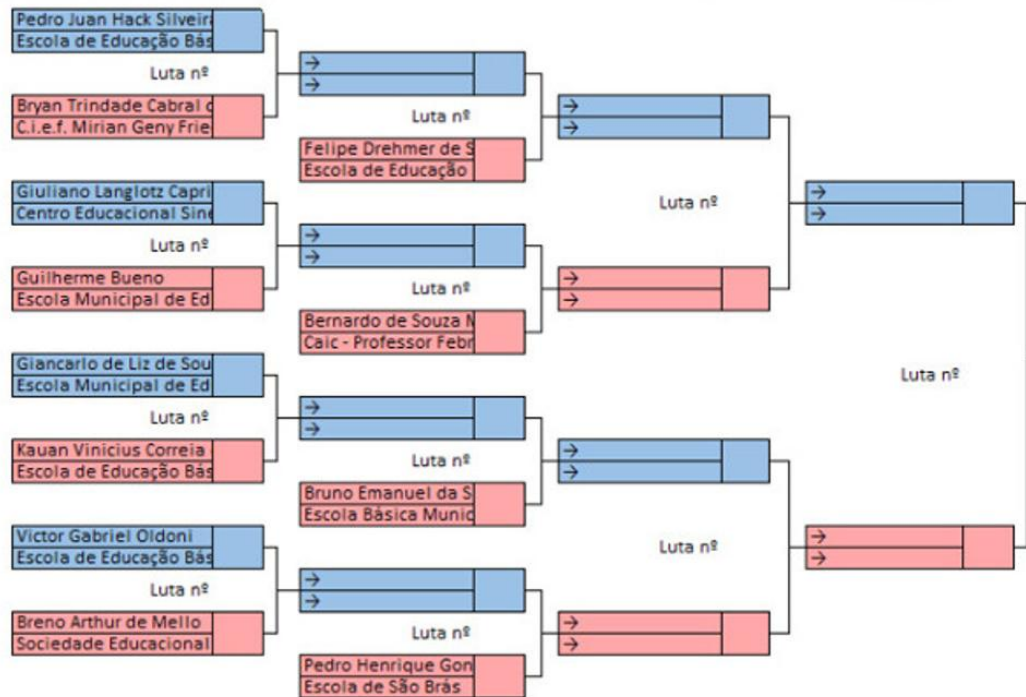 Pedro Juan Hack Silveir
Escola de Educação Bás
Luta nº
Bryan Trindade Cabral
C.i.e.f. Mirian Geny Frie
Giuliano Langlotz Capri
Centro Educacional Sine
Luta nº
Guilherme Bueno
Escola Municipal de Ed
Giancarlo de Liz de Sou
Escola Municipal de Ed
Luta nº
Kauan Vinicius Correia
Escola de Educação Bás
Victor Gabriel Oldoni
Escola de Educação Bás
Luta nº
Breno Arthur de Mello
Sociedade Educacional
→
→
Luta nº
Felipe Drehmer de S
Escola de Educação
→
→
Luta nº
Bernardo de Souza M
Caic - Professor Febr
→
→
Luta nº
Bruno Emanuel da S
Escola Básica Munic
→
→
Luta nº
Pedro Henrique Gon
Escola de São Brás
→
→
Luta nº
→
→
→
→
Luta nº
→
→
→
→
Luta nº
→
→